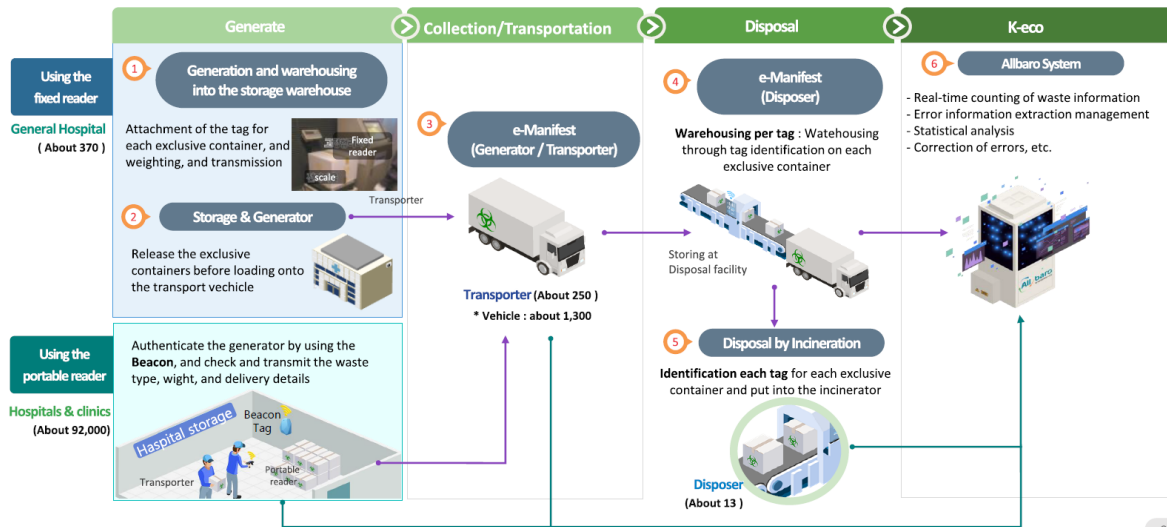 Generate
Collection/Transportation
Disposal
K-eco
Using the
fixed reader
General Hospital
( About 370 )
1
Generation and warehousing
into the storage warehouse
Attachment of the tag for
each exclusive container, and
weighting, and transmission
Fixed
reader
scale
2
Storage & Generator
Release the exclusive
containers before loading onto
the transport vechicle
Transporter
3
e-Manifest
(Generator / Transporter)
Transporter (About 250 )
* Vehicle : about 1,300
4
e-Manifest
(Disposer)
Warehousing per tag : Watehousing
through tag identification on each
exclusive container
Storing at
Disposal facility
5
Disposal by Incineration
Identification each tag for each exclusive
container and put into the incinerator
Disposer
(About 13 )
6
Allbaro System
- Real-time counting of waste information
- Error information extraction management
- Statistical analysis
- Correction of errors, etc.
Allbaro
Using the
portable reader
Hospitals & clinics
(About 92,000)
Authenticate the generator by using the
Beacon, and check and transmit the waste
type, wight, and delivery details
Haspital storage
Beacon
Tag
Transporter
Portable
reader